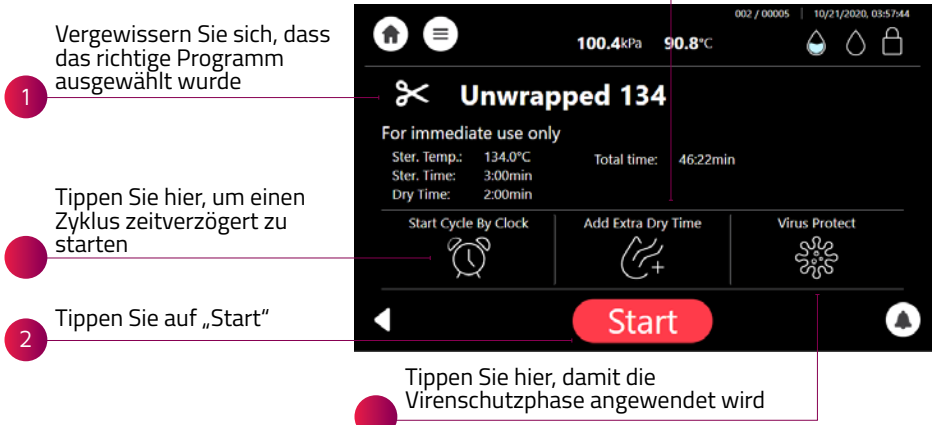 Vergewissern Sie sich, dass
das richtige Programm
ausgewählt wurde
1
Tippen Sie hier, um einen
Zyklus zeitverzögert zu
starten
Tippen Sie auf „Start“
2
002 / 00005 | 10/21/2020, 03:57:44
100.4kPa 90.8°C
Unwrapped 134
For immediate use only
Ster. Temp.: 134.0°C
Ster. Time: 3:00min
Dry Time: 2:00min
Total time: 46:22min
Start Cycle By Clock
Add Extra Dry Time
Virus Protect
Start
Tippen Sie hier, damit die
Virenschutzphase angewendet wird